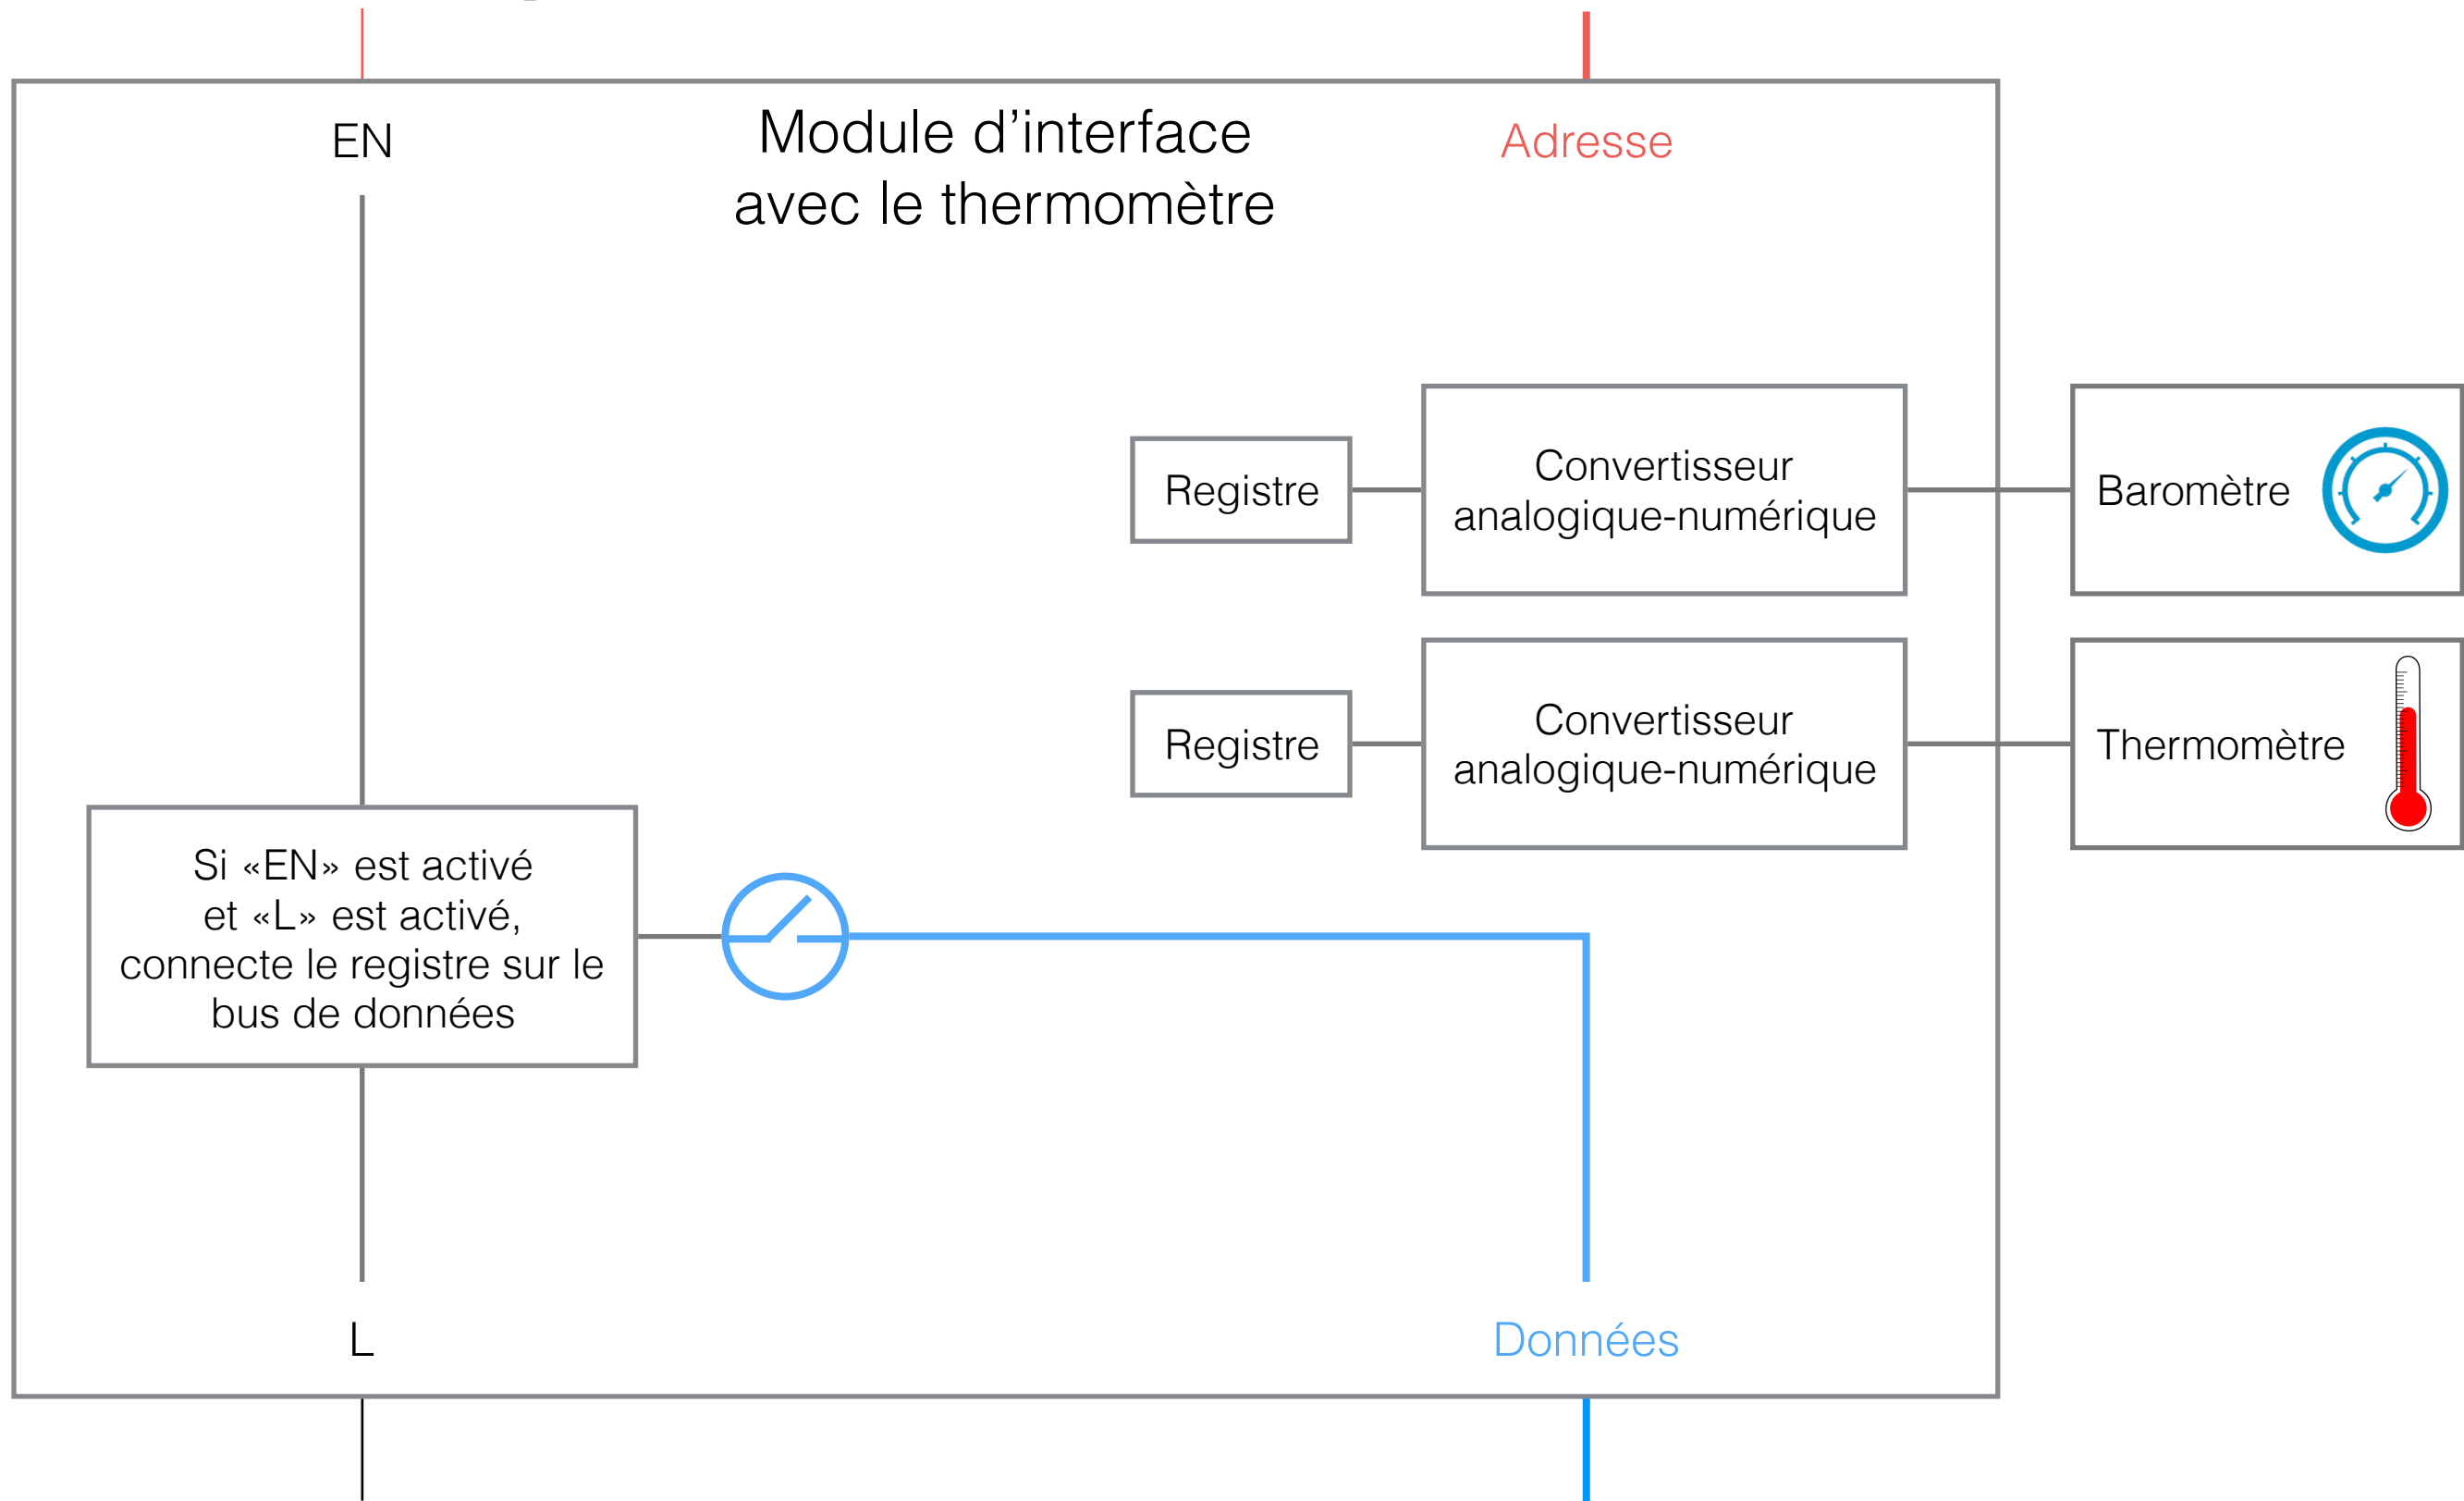 EN
Module d’interface
avec le thermomètre
Adresse
Registre
Convertisseur
analogique-numérique
Baromètre
Registre
Convertisseur
analogique-numérique
Thermomètre
Si «EN» est activé
et «L» est activé,
connecte le registre sur le
bus de données
L
Données